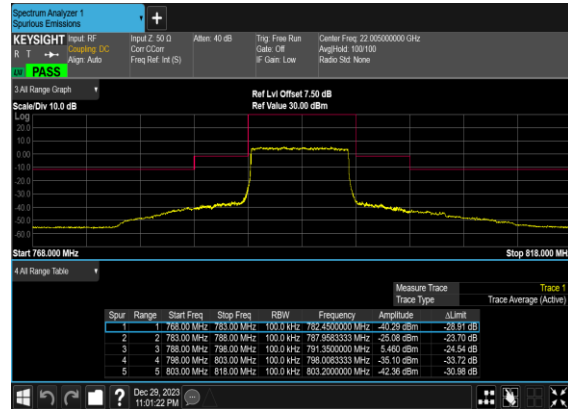 Spectrum Analyzer 1
Spurious Emissions
+
KEYSIGHT Input: RF Input Z: 50 Ω Atten: 40 dB Trig: Free Run Center Freq: 22.005000000 GHz
R T Coupling: DC Corr CCorr Gate: Off Avg|Hold: 100/100
Align: Auto Freq Ref: Int (S) IF Gain: Low Radio Std: None
PASS
3 All Range Graph
Ref Lvl Offset 7.50 dB
Scale/Div 10.0 dB Ref Value 30.00 dBm
Log
20.0
10.0
0.00
-10.0
-20.0
-30.0
-40.0
-50.0
-60.0
Start 768.000 MHz Stop 818.000 MH
4 All Range Table
Measure Trace Trace 1
Trace Type Trace Average (Active)
Spur Range Start Freq Stop Freq RBW Frequency Amplitude ΔLimit
1 1 768.00 MHz 783.00 MHz 100.0 kHz 782.4500000 MHz -40.29 dBm -28.91 dB
2 2 783.00 MHz 788.00 MHz 100.0 kHz 787.9583333 MHz -25.08 dBm -23.70 dB
3 3 788.00 MHz 798.00 MHz 100.0 kHz 791.3500000 MHz 5.460 dBm -24.54 dB
4 4 798.00 MHz 803.00 MHz 100.0 kHz 798.0083333 MHz -35.10 dBm -33.72 dB
5 5 803.00 MHz 818.00 MHz 100.0 kHz 803.2000000 MHz -42.36 dBm -30.98 dB
? Dec 29, 2023
11:01:22 PM